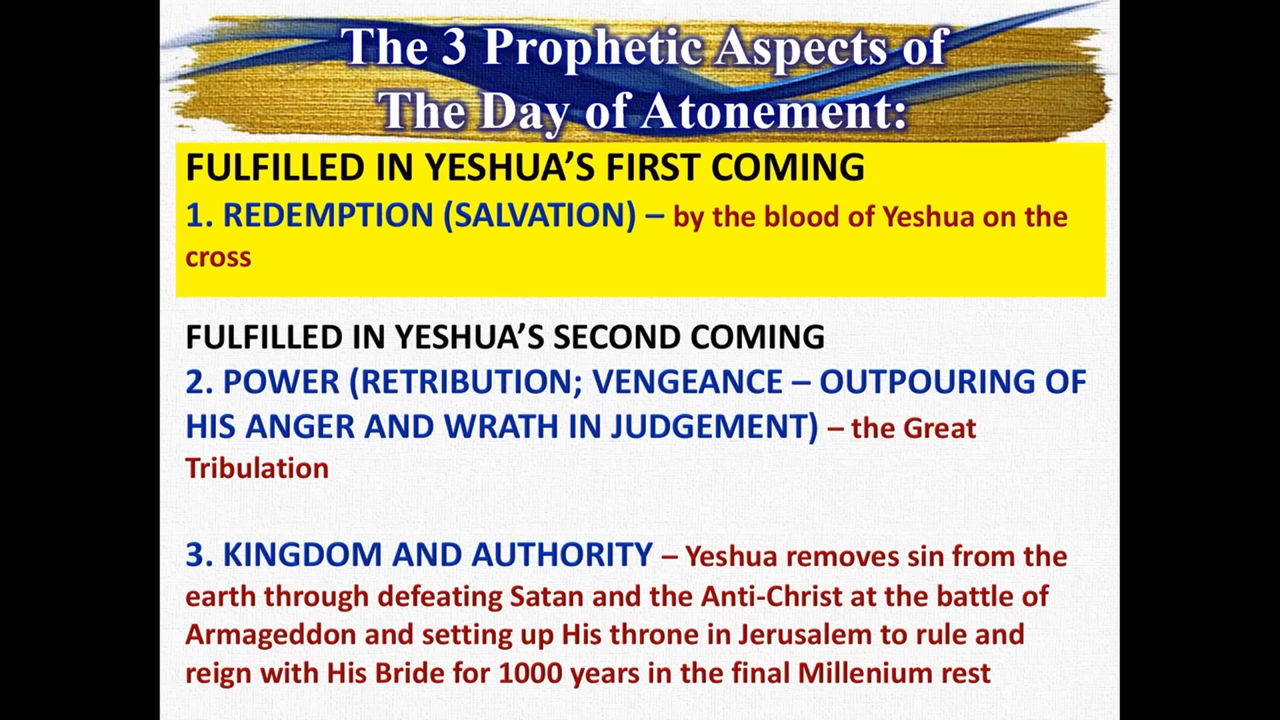 The 3 Prophetic Aspects of
The Day of Atonement:
FULFILLED IN YESHUA’S FIRST COMING
1. REDEMPTION (SALVATION) – by the blood of Yeshua on the
cross
FULFILLED IN YESHUA’S SECOND COMING
2. POWER (RETRIBUTION; VENGEANCE – OUTPOURING OF
HIS ANGER AND WRATH IN JUDGEMENT) – the Great
Tribulation
3. KINGDOM AND AUTHORITY – Yeshua removes sin from the
earth through defeating Satan and the Anti-Christ at the battle of
Armageddon and setting up His throne in Jerusalem to rule and
reign with His Bride for 1000 years in the final Millenium rest